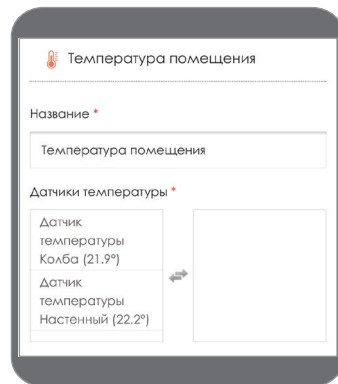 Температура помещения
Название *
Температура помещения
Датчики температуры *
Датчик
температуры
Колба (21.9°)
Датчик
температуры
Настенный (22.2°)